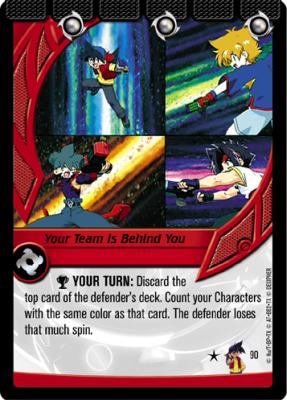 Your Team is Behind You
YOUR TURN: Discard the
top card of the defender's deck. Count your Characters
with the same color as that card. The defender loses
that much spin.
90